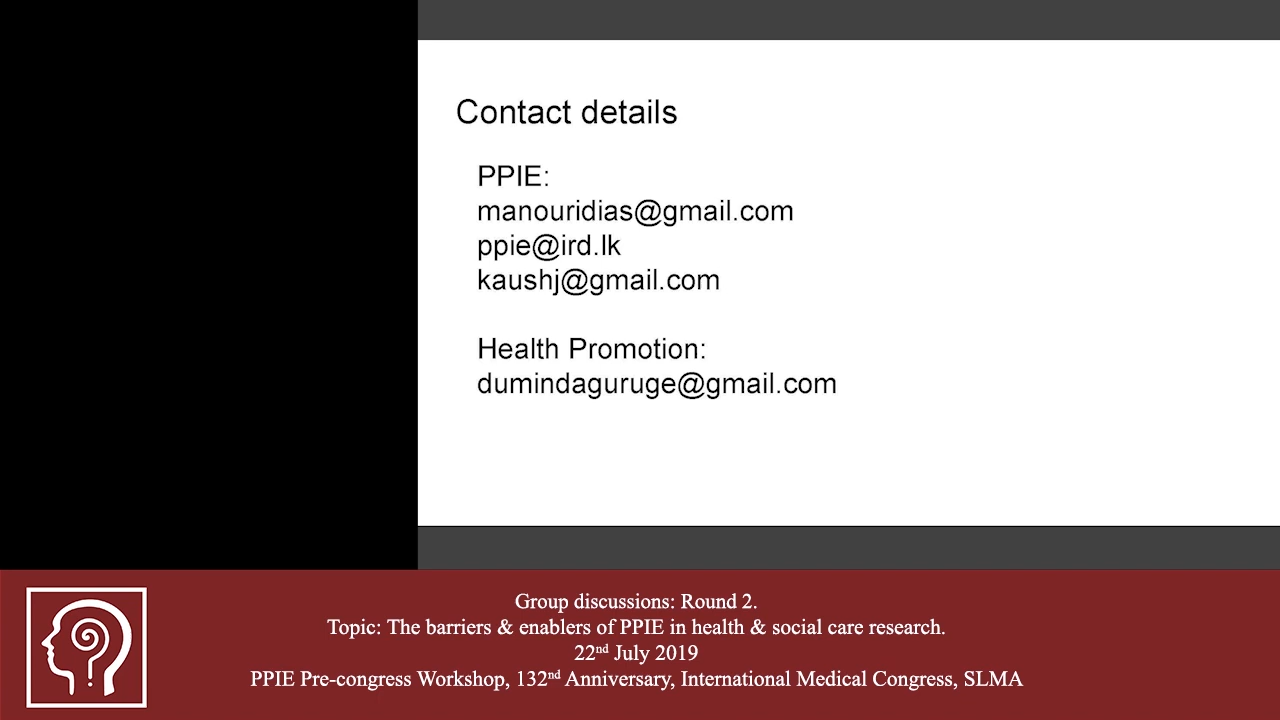 Contact details
PPIE:
manouridias@gmail.com
ppie@ird.lk
kaushj@gmail.com
Health Promotion:
dumindaguruge@gmail.com
Group discussions: Round 2.
Topic: The barriers & enablers of PPIE in health & social care research.
22nd July 2019
PPIE Pre-congress Workshop, 132nd Anniversary, International Medical Congress, SLMA